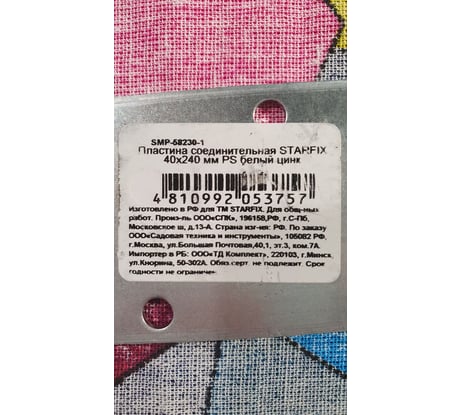 SMP-58230-1
Пластина соединительная STARFIX
40x240 мм PS белый цинк
4 810992 053757
Изготовлено в РФ для ТМ STARFIX. Для общ-ных
работ. Произ-ль ООО«СПК», 196158,РФ, г.С-Пб,
Московское ш, д.13-А. Страна изг-ия: РФ. По заказу
ООО«Садовая техника и инструменты», 105082 РФ,
г.Москва, ул.Большая Почтовая,40,1, эт.3, ком.7А.
Импортер в РБ: ООО«ТД Комплект», 220103, г.Минск,
ул.Кнорина, 50-302А. Обяз.серт. не подлежит. Срок
годности не ограничен.